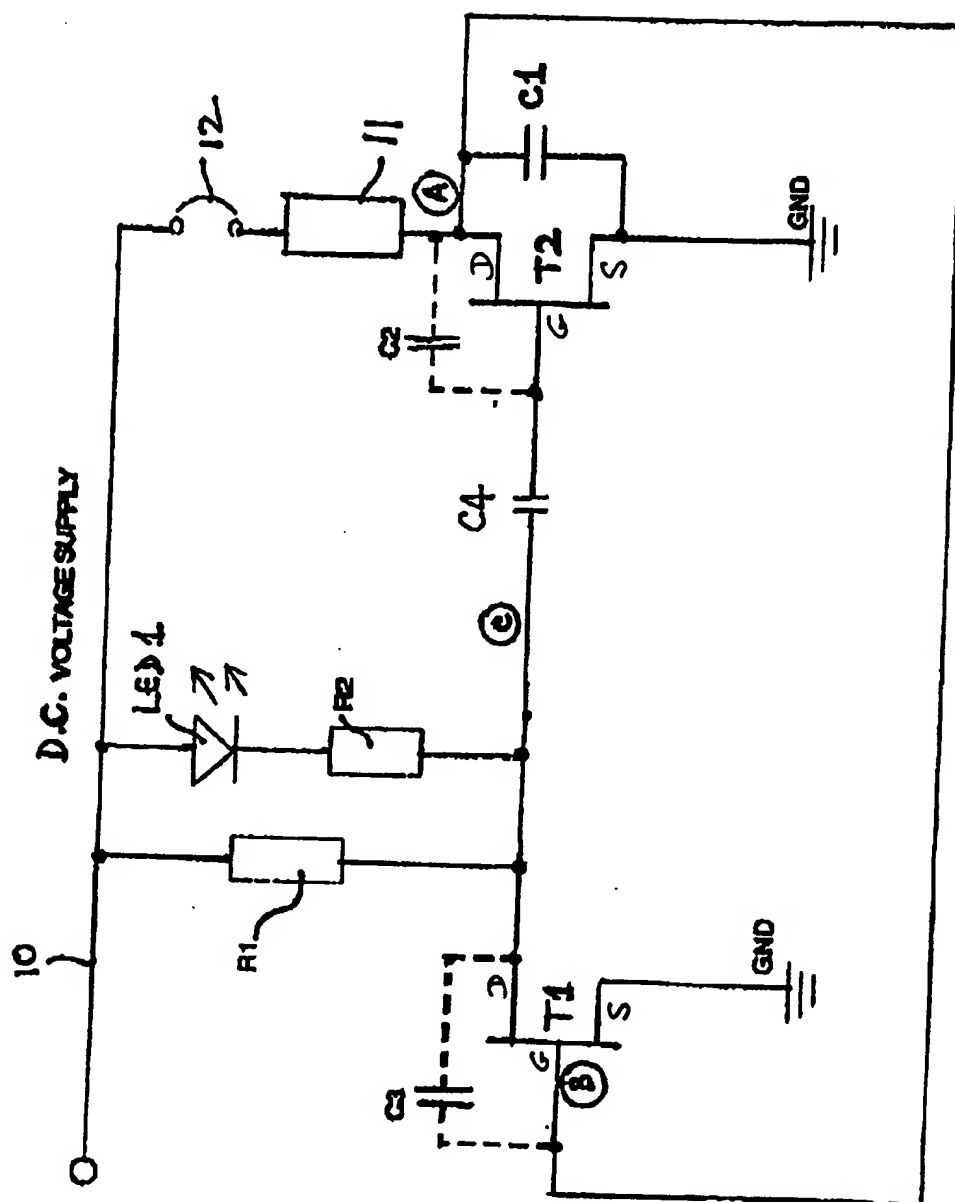 D.C. VOLTAGE SUPPLY
12
11
A
C1
D
T2
S
G
GND
C2
C4
C
LED 1
R2
10
R1
C3
D
G
T1
S
B
GND